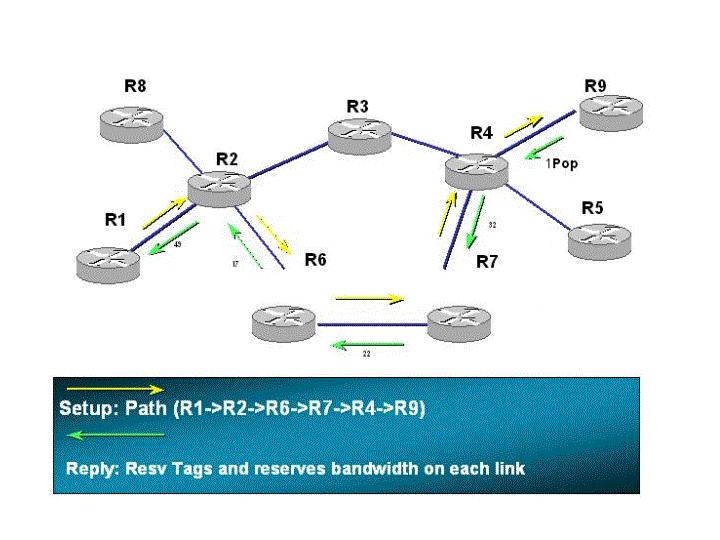 R8
R9
R3
R4
R2
1Pop
R1
R5
32
49
17
R6
R7
22
Setup: Path (R1->R2->R6->R7->R4->R9)
Reply: Resv Tags and reserves bandwidth on each link